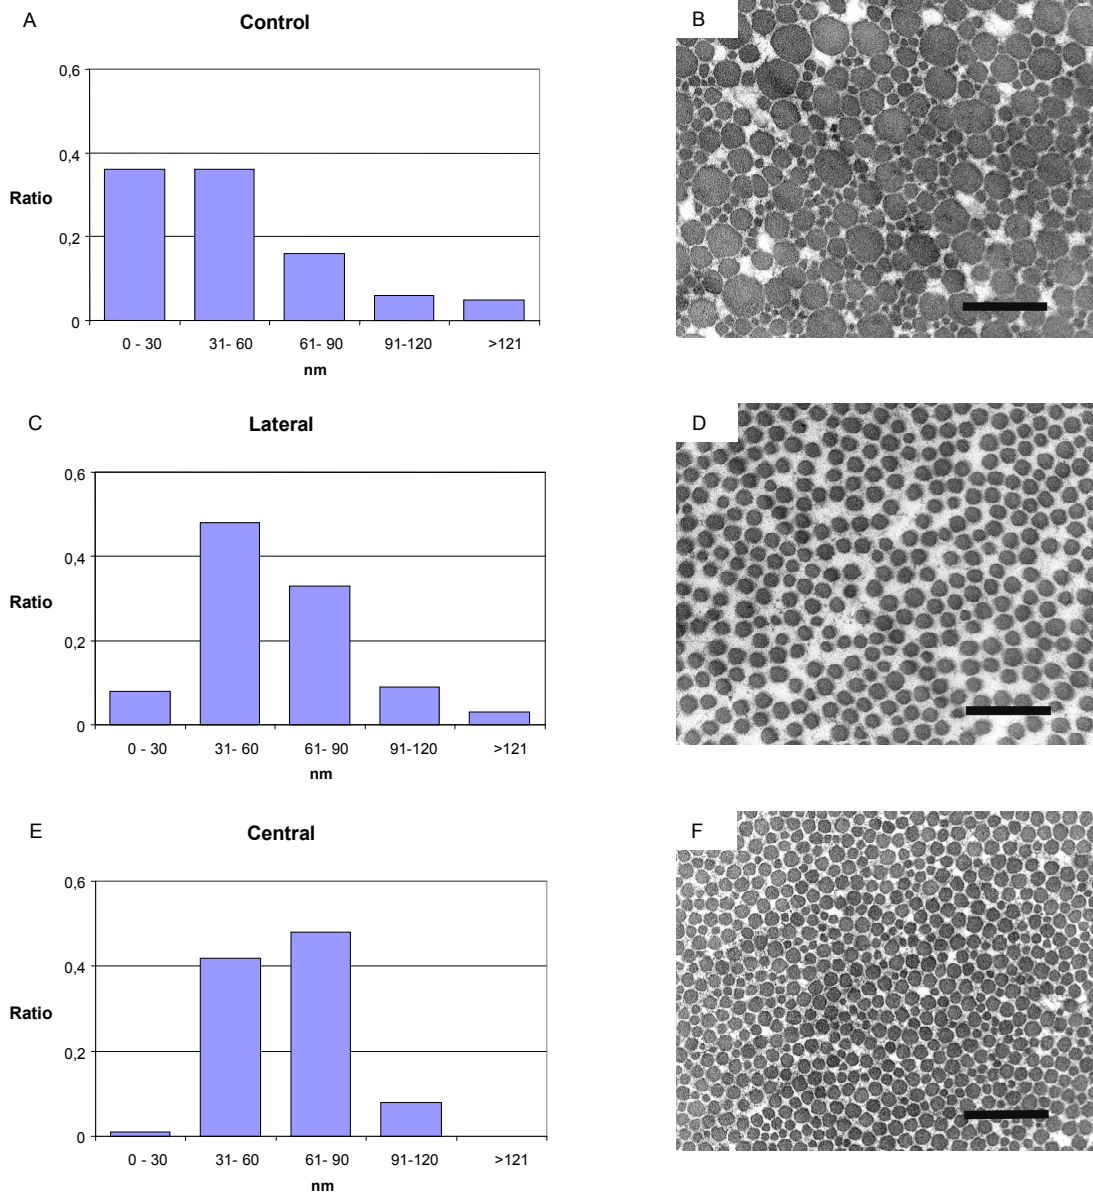 A
Control
0,6
0,4
Ratio
0,2
0
0 - 30 31- 60 61- 90 91-120 >121
nm
B
C
Lateral
0,6
0,4
Ratio
0,2
0
0 - 30 31- 60 61- 90 91-120 >121
nm
D
E
Central
0,6
0,4
Ratio
0,2
0
0 - 30 31- 60 61- 90 91-120 >121
nm
F